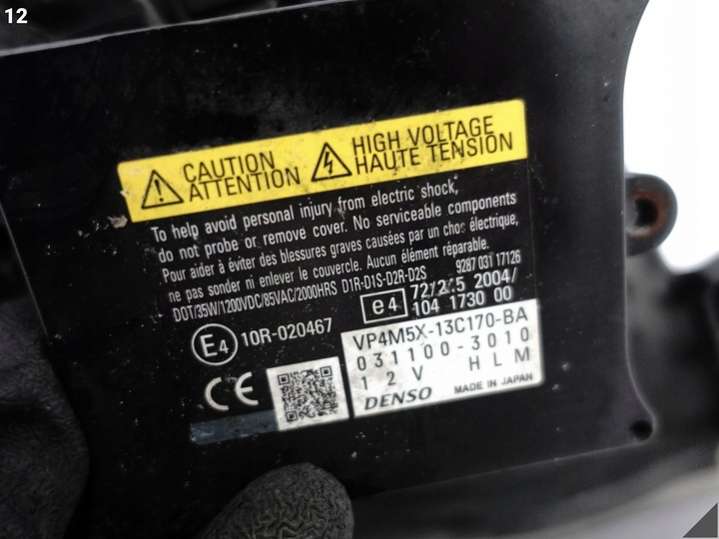 12
CAUTION
ATTENTION
HIGH VOLTAGE
HAUTE TENSION
To help avoid personal injury from electric shock,
do not probe or remove cover. No serviceable components
Pour aider à éviter des blessures graves causées par un choc électrique,
ne pas sonder ni enlever le couvercle. Aucun élément réparable.
DOT/35W/1200VDC/85VAC/2000HRS D1R-D1S-D2R-D2S
9287 031 17126
e4
72/245 2004/
104 1730 00
E4 10R-020467
VP4M5X-13C170-BA
031100-3010
12V HLM
DENSO MADE IN JAPAN
CE